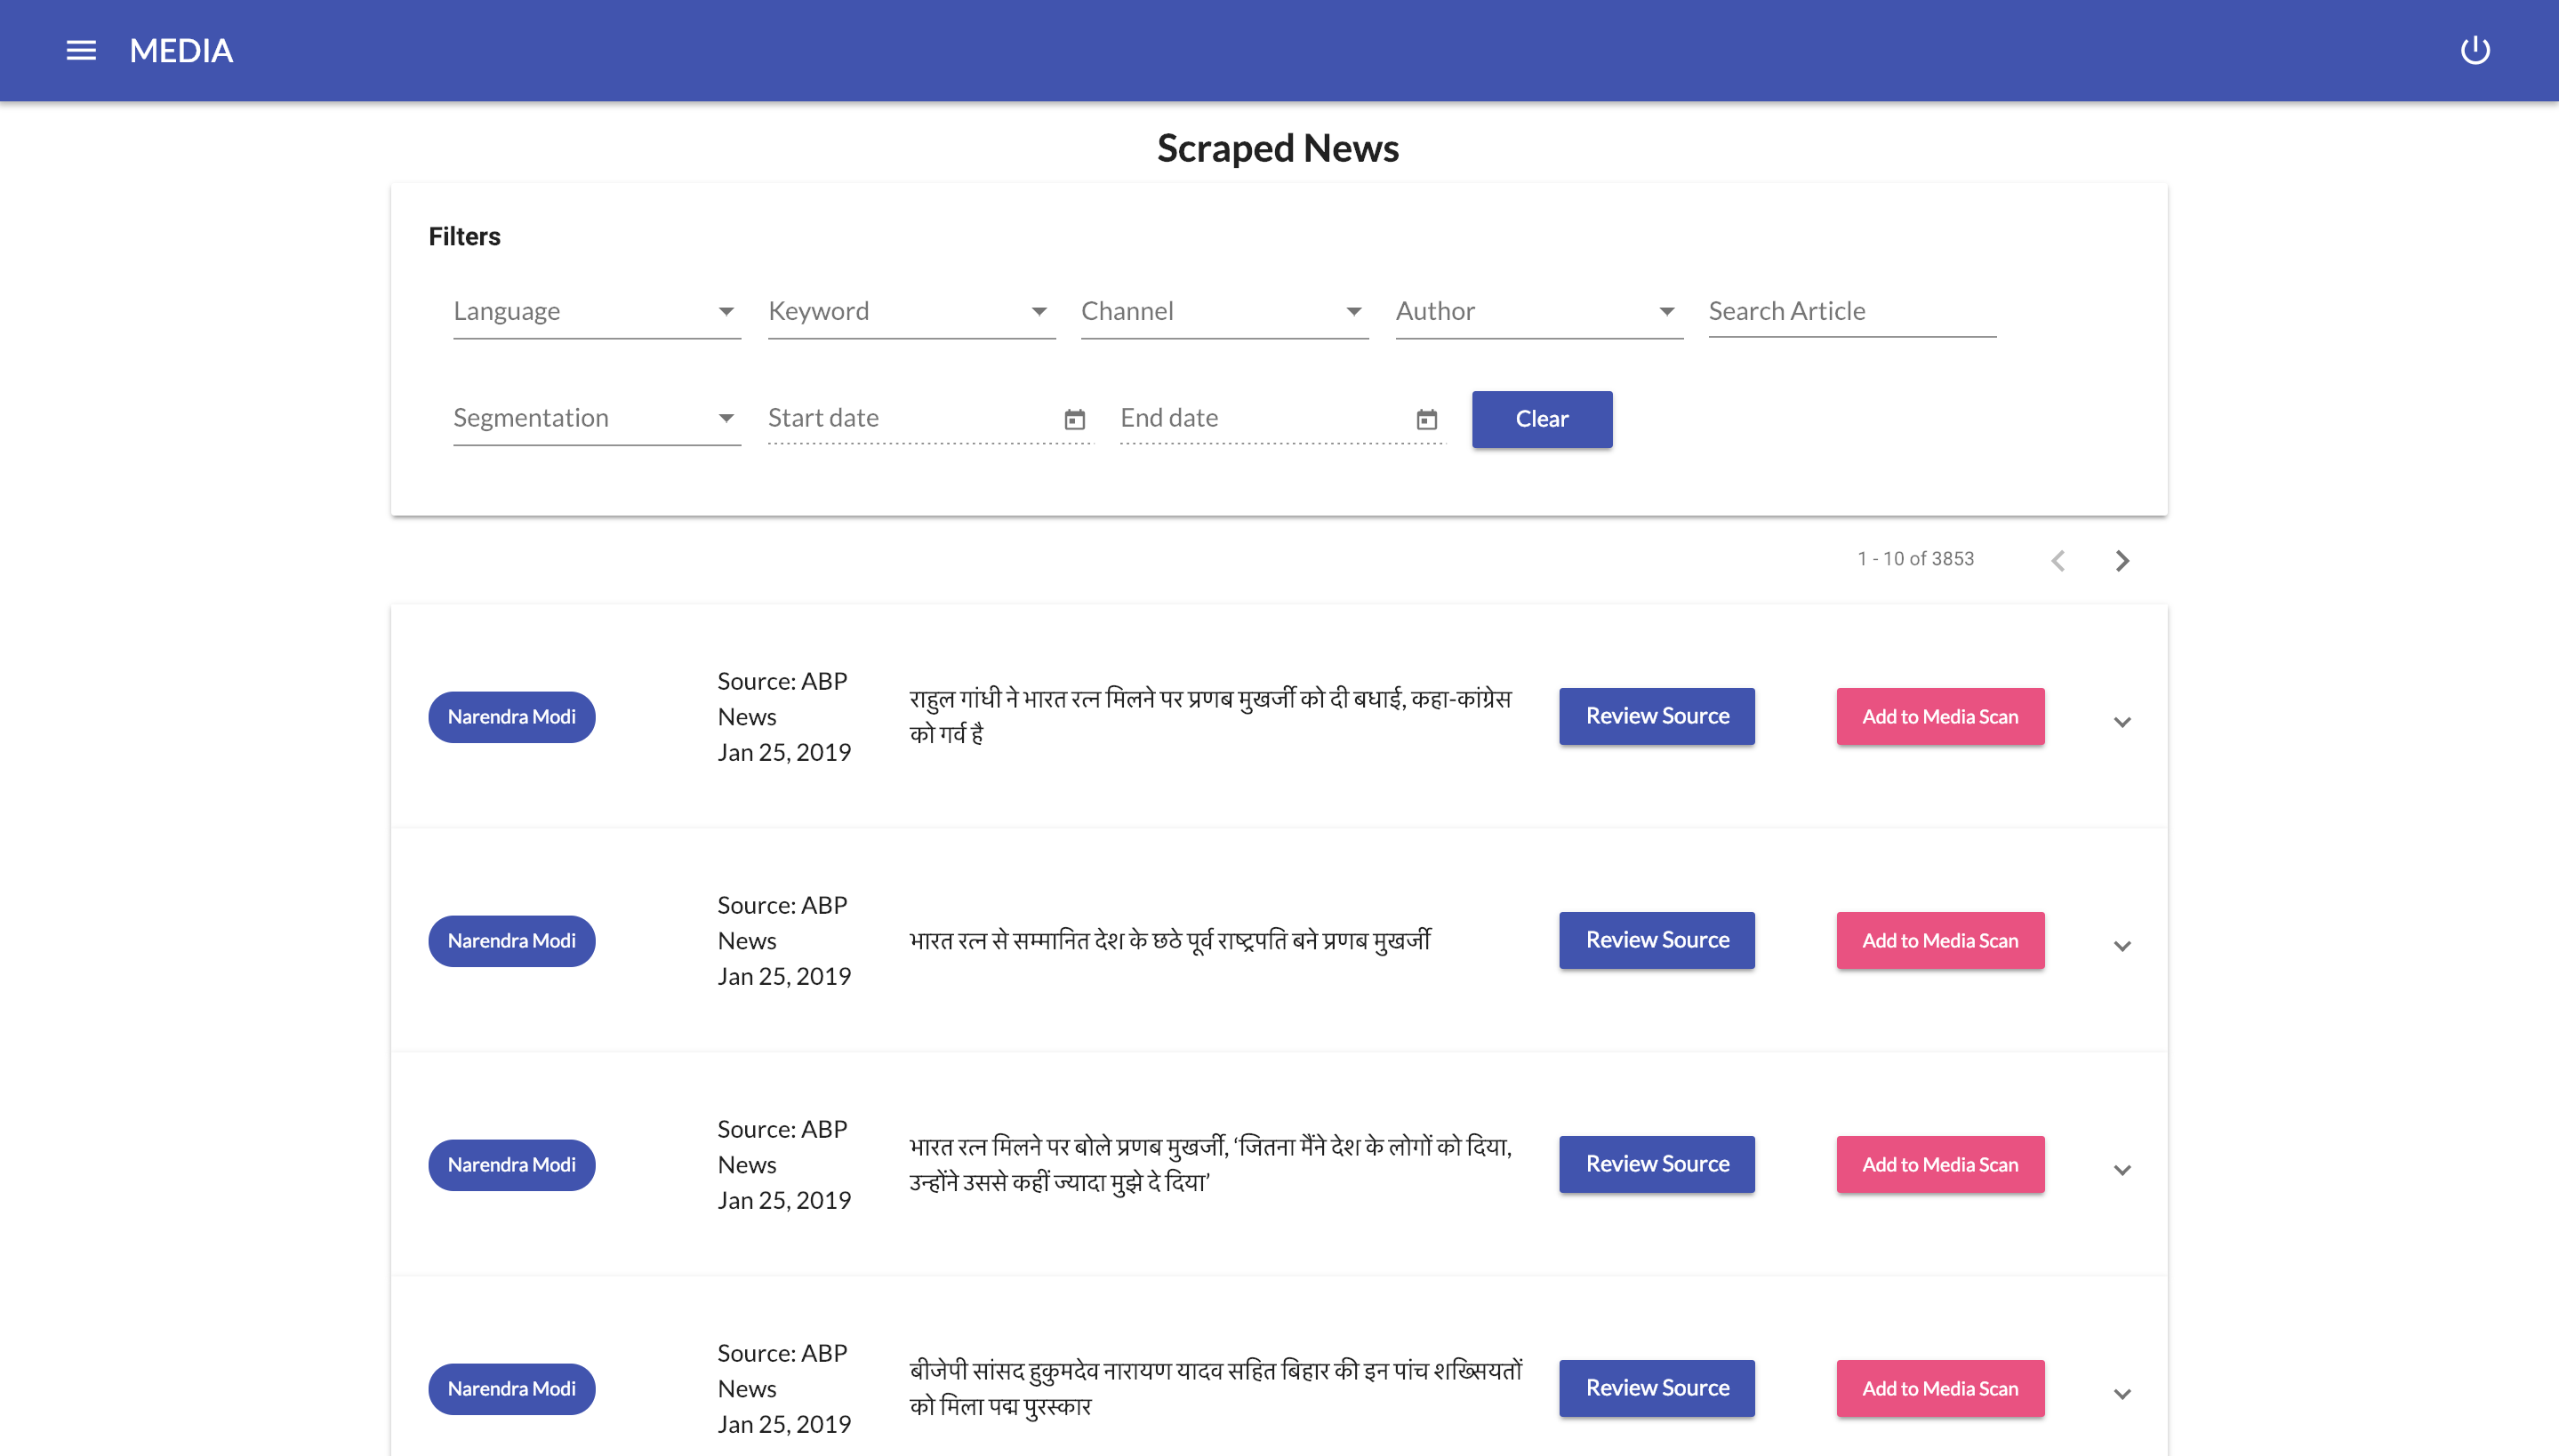 MEDIA
Scraped News
Filters
Language
Keyword
Channel
Author
Search Article
Segmentation
Start date
End date
Clear
1 - 10 of 3853
Narendra Modi
Source: ABP
News
Jan 25, 2019
राहुल गांधी ने भारत रत्न मिलने पर प्रणब मुखर्जी को दी बधाई, कहा-कांग्रेस
को गर्व है
Review Source
Add to Media Scan
Narendra Modi
Source: ABP
News
Jan 25, 2019
भारत रत्न से सम्मानित देश के छठे पूर्व राष्ट्रपति बने प्रणब मुखर्जी
Review Source
Add to Media Scan
Narendra Modi
Source: ABP
News
Jan 25, 2019
भारत रत्न मिलने पर बोले प्रणब मुखर्जी, ‘जितना मैंने देश के लोगों को दिया,
उन्होंने उससे कहीं ज्यादा मुझे दे दिया’
Review Source
Add to Media Scan
Narendra Modi
Source: ABP
News
Jan 25, 2019
बीजेपी सांसद हुकुमदेव नारायण यादव सहित बिहार की इन पांच शख्सियतों
को मिला पद्म पुरस्कार
Review Source
Add to Media Scan